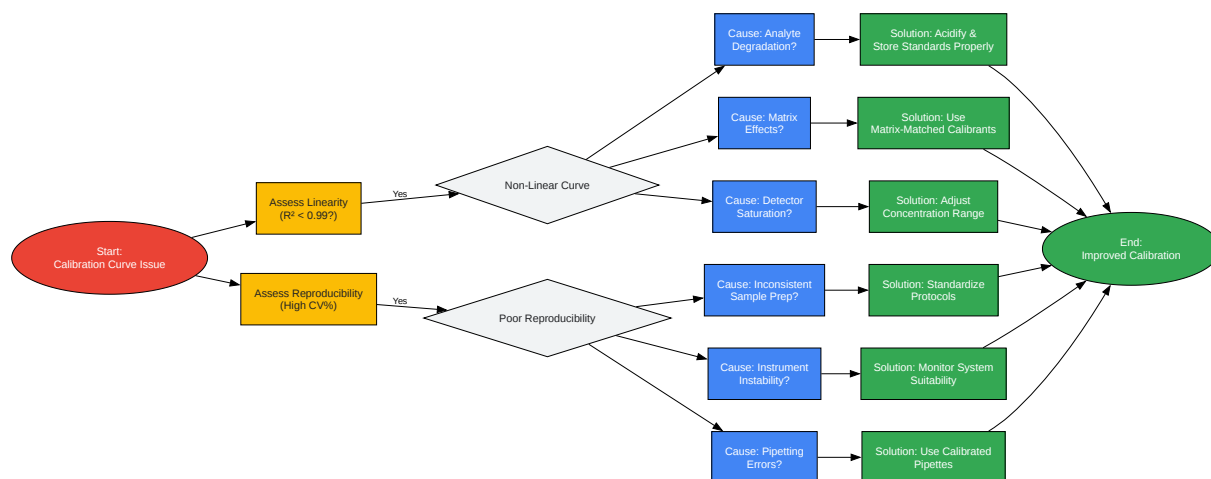 Start:
Calibration Curve Issue
Assess Linearity
(R² < 0.99?)
Yes
Assess Reproducibility
(High CV%)
Yes
Non-Linear Curve
Poor Reproducibility
Cause: Analyte
Degradation?
Solution: Acidify &
Store Standards Properly
Cause: Matrix
Effects?
Solution: Use
Matrix-Matched Calibrants
Cause: Detector
Saturation?
Solution: Adjust
Concentration Range
Cause: Inconsistent
Sample Prep?
Solution: Standardize
Protocols
Cause: Instrument
Instability?
Solution: Monitor System
Suitability
Cause: Pipetting
Errors?
Solution: Use Calibrated
Pipettes
End:
Improved Calibration